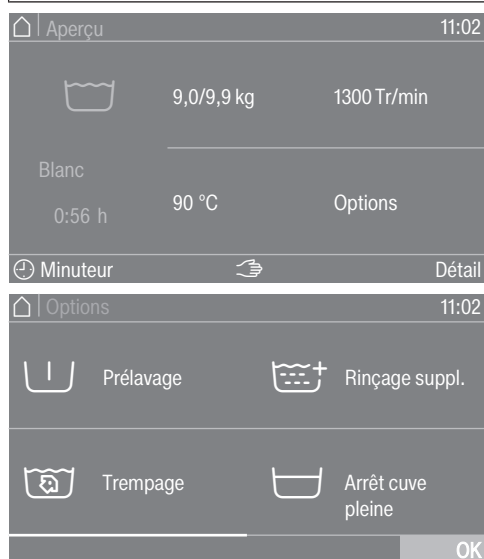 Aperçu 11:02
9,0/9,9 kg 1300 Tr/min
Blanc
0:56 h
90 °C Options
Minuteur Détail
Options 11:02
Prélavage Rinçage suppl.
Trempage Arrêt cuve
pleine
OK